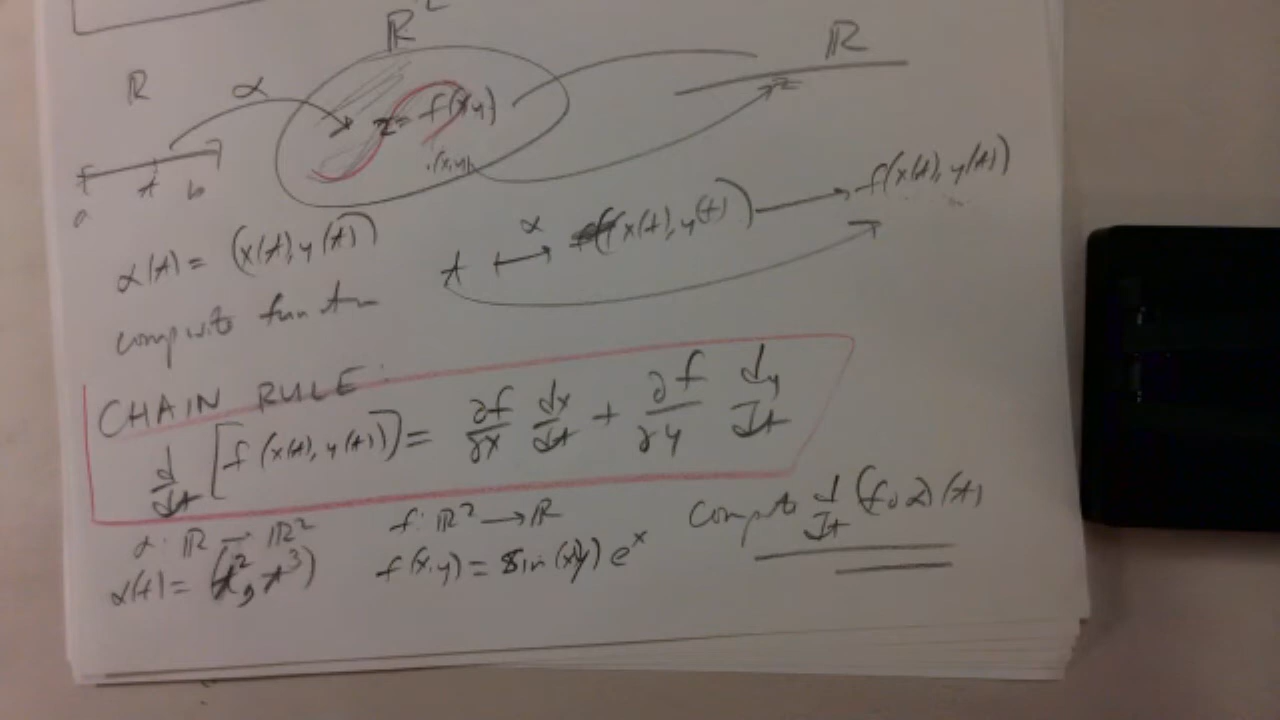 ℝ²
ℝ
ℝ
α
z = f(x,y)
(x,y)
z
a t b
α(t) = (x(t), y(t))
t ↦ (x(t), y(t)) → f(x(t), y(t))
α
composite function
CHAIN RULE:
d/dt [f(x(t), y(t))] = ∂f/∂x dx/dt + ∂f/∂y dy/dt
α: ℝ → ℝ² f: ℝ² → ℝ Compute d/dt (f∘α)(t)
α(t) = (t², t³) f(x,y) = sin(xy) eˣ